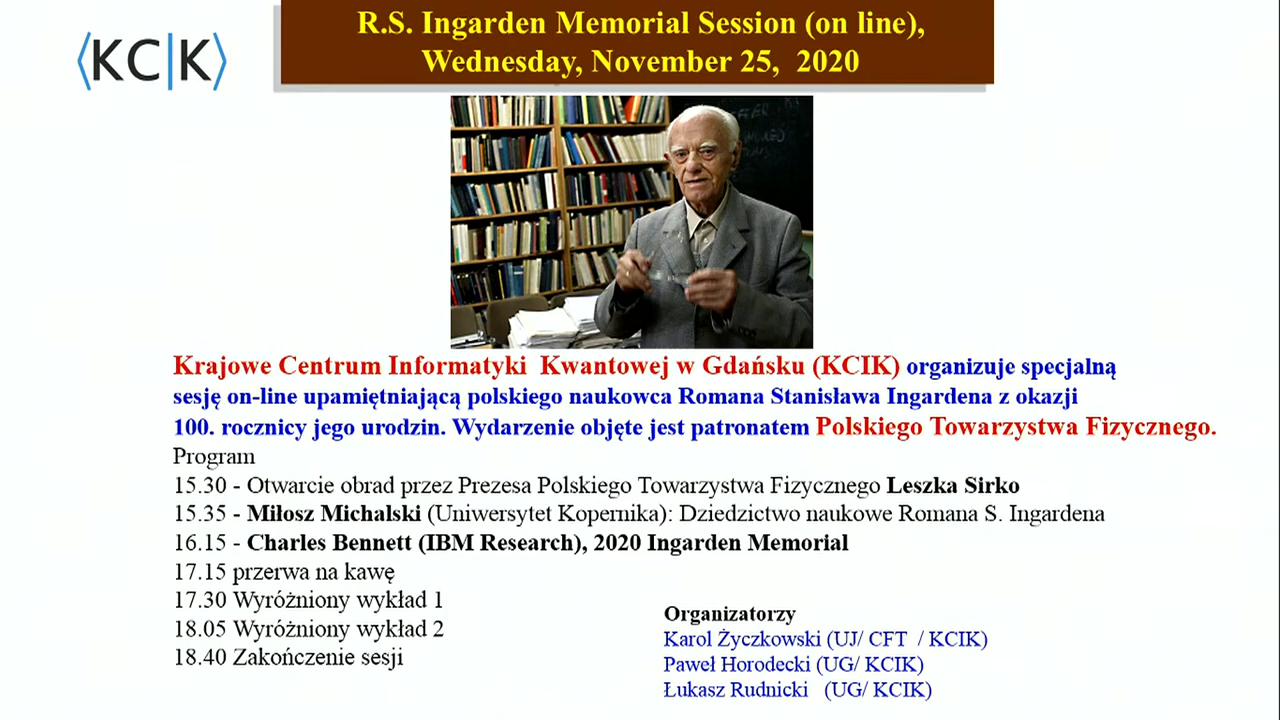 R.S. Ingarden Memorial Session (on line),
Wednesday, November 25, 2020
⟨KC|K⟩
Krajowe Centrum Informatyki Kwantowej w Gdańsku (KCIK) organizuje specjalną
sesję on-line upamiętniającą polskiego naukowca Romana Stanisława Ingardena z okazji
100. rocznicy jego urodzin. Wydarzenie objęte jest patronatem Polskiego Towarzystwa Fizycznego.
Program
15.30 - Otwarcie obrad przez Prezesa Polskiego Towarzystwa Fizycznego Leszka Sirko
15.35 - Miłosz Michalski (Uniwersytet Kopernika): Dziedzictwo naukowe Romana S. Ingardena
16.15 - Charles Bennett (IBM Research), 2020 Ingarden Memorial
17.15 przerwa na kawę
17.30 Wyróżniony wykład 1
18.05 Wyróżniony wykład 2
18.40 Zakończenie sesji
Organizatorzy
Karol Życzkowski (UJ/ CFT / KCIK)
Paweł Horodecki (UG/ KCIK)
Łukasz Rudnicki (UG/ KCIK)